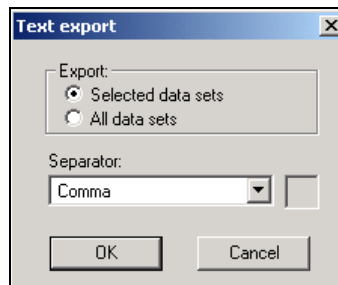 Text export
Export:
Selected data sets
All data sets
Separator:
Comma
OK
Cancel